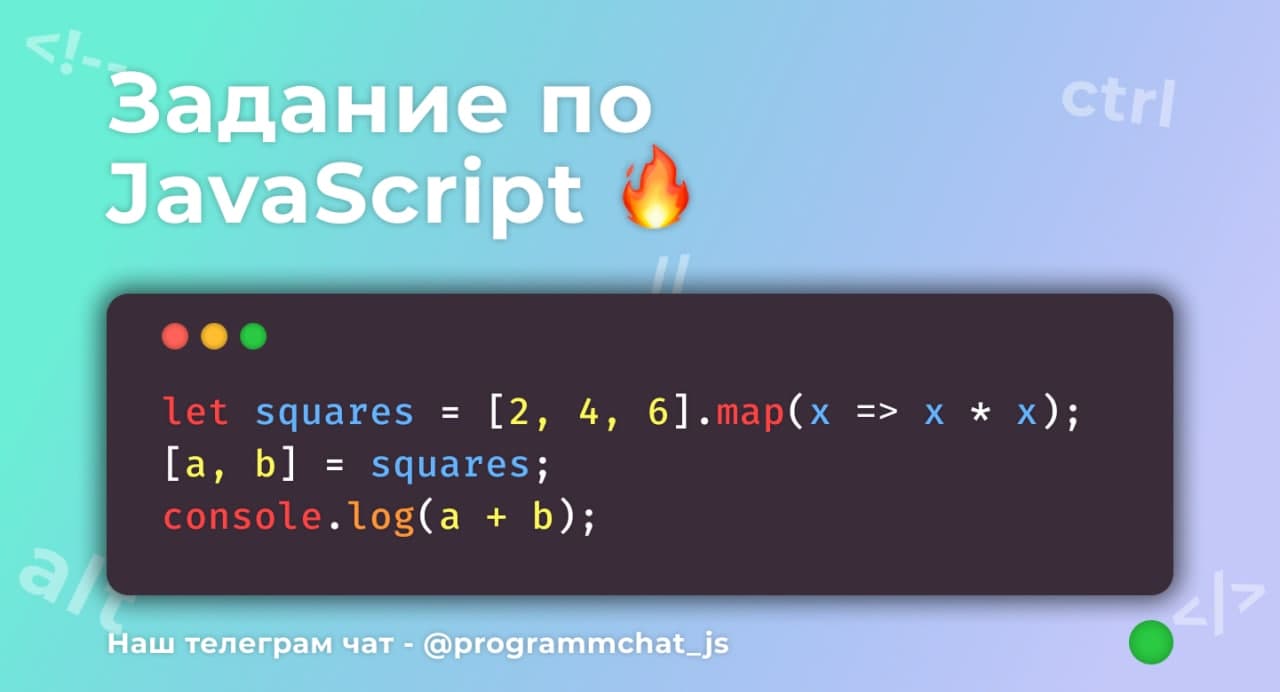 <!--
Задание по
JavaScript 🔥
ctrl
//
let squares = [2, 4, 6].map(x => x * x);
[a, b] = squares;
console.log(a + b);
alt
</>
Наш телеграм чат - @programmchat_js